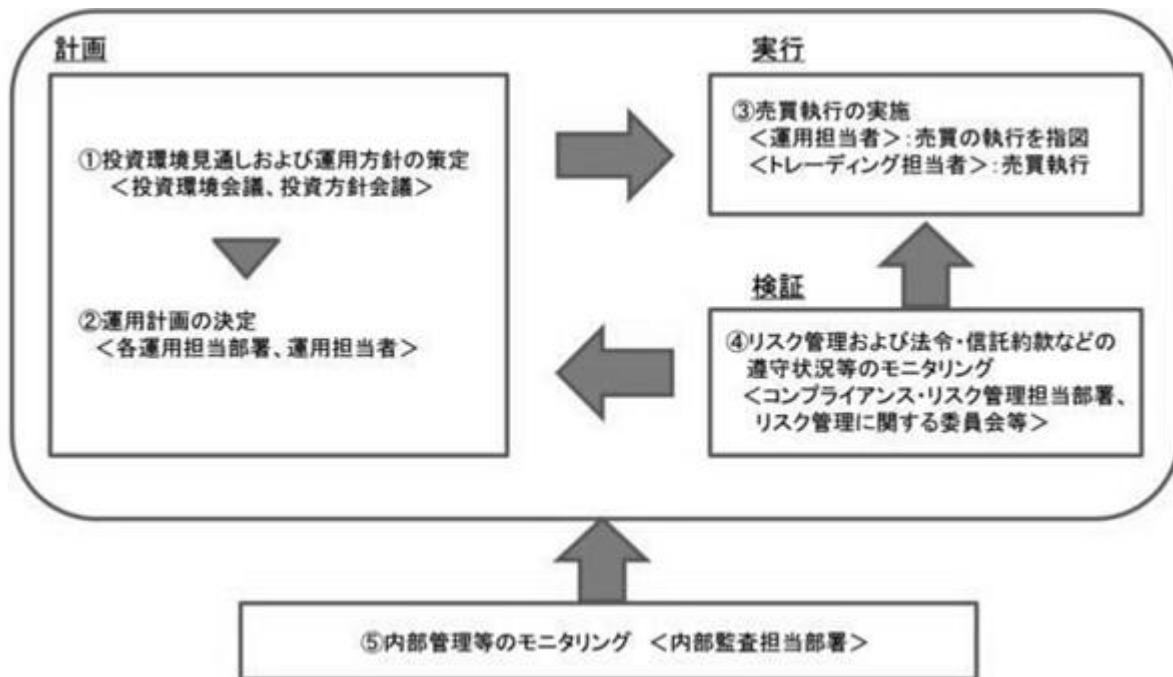 計画
①投資環境見通しおよび運用方針の策定
＜投資環境会議、投資方針会議＞
②運用計画の決定
＜各運用担当部署、運用担当者＞
実行
③売買執行の実施
＜運用担当者＞：売買の執行を指図
＜トレーディング担当者＞：売買執行
検証
④リスク管理および法令・信託約款などの
遵守状況等のモニタリング
＜コンプライアンス・リスク管理担当部署、
リスク管理に関する委員会等＞
⑤内部管理等のモニタリング　＜内部監査担当部署＞